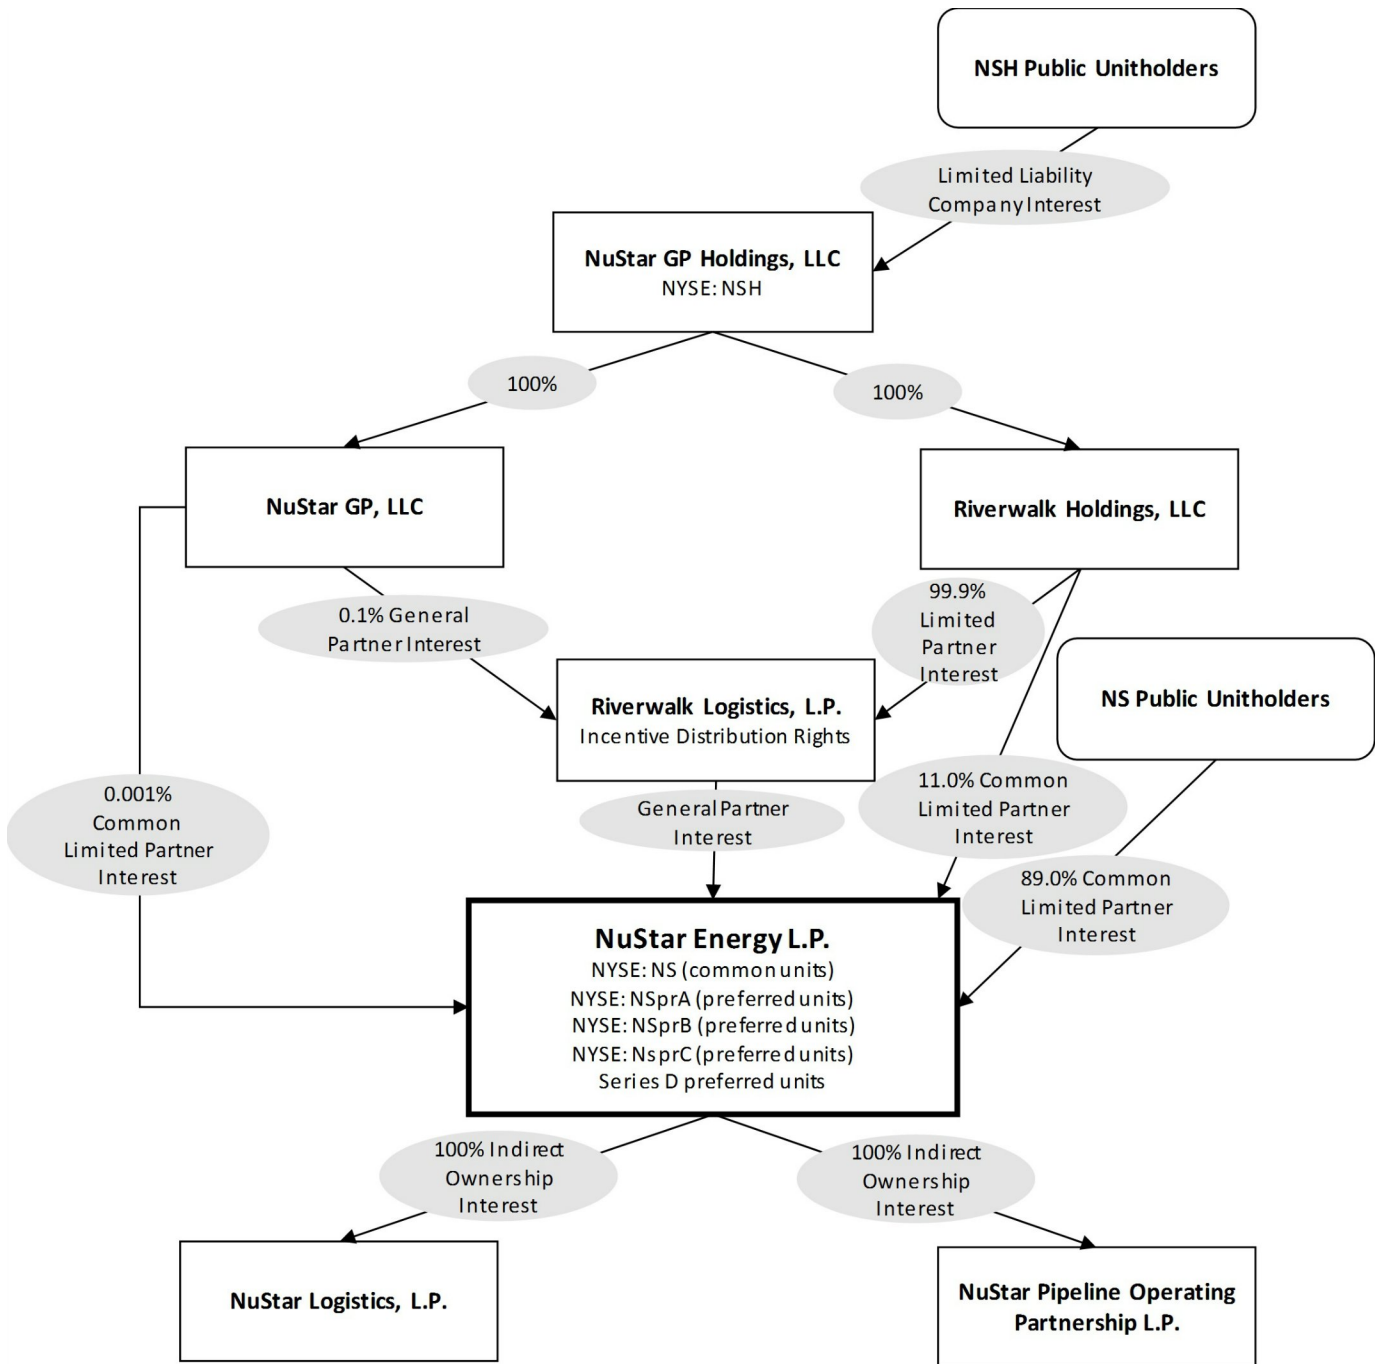 NSH Public Unitholders
Limited Liability
Company Interest
NuStar GP Holdings, LLC
NYSE: NSH
100%
100%
NuStar GP, LLC
Riverwalk Holdings, LLC
0.1% General
Partner Interest
99.9%
Limited
Partner
Interest
NS Public Unitholders
Riverwalk Logistics, L.P.
Incentive Distribution Rights
0.001%
Common
Limited Partner
Interest
General Partner
Interest
11.0% Common
Limited Partner
Interest
89.0% Common
Limited Partner
Interest
NuStar Energy L.P.
NYSE: NS (common units)
NYSE: NSprA (preferred units)
NYSE: NSprB (preferred units)
NYSE: NsprC (preferred units)
Series D preferred units
100% Indirect
Ownership
Interest
100% Indirect
Ownership
Interest
NuStar Logistics, L.P.
NuStar Pipeline Operating
Partnership L.P.